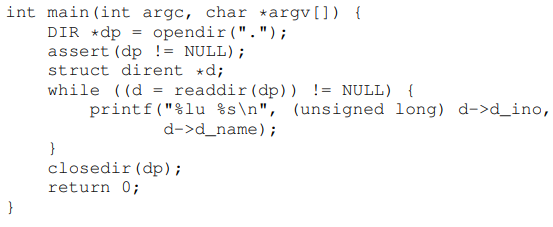 int main(int argc, char *argv[]) {
    DIR *dp = opendir(".");
    assert(dp != NULL);
    struct dirent *d;
    while ((d = readdir(dp)) != NULL) {
        printf("%lu %s\n", (unsigned long) d->d_ino,
               d->d_name);
    }
    closedir(dp);
    return 0;
}